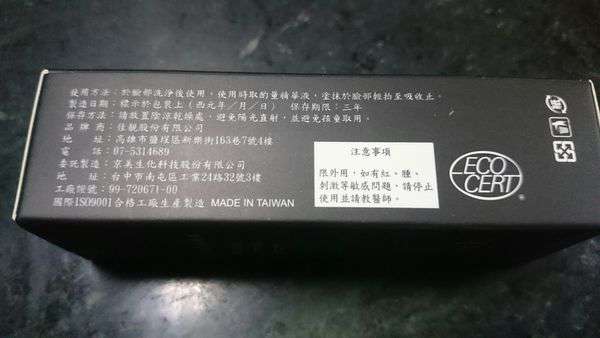 使用方法：於臉部洗淨後使用，使用時取酌量精華液，塗抹於臉部輕拍至吸收止。
製造日期：標示於包裝上（西元年／月／日） 保存期限：三年
保存方法：請放置陰涼乾燥處，避免陽光直射，並避免孩童取用。
品牌商：佳靚股份有限公司
地址：高雄市鹽埕區新樂街163巷7號4樓
電話：07-5314689
委託製造：京美生化科技股份有限公司
地址：台中市南屯區工業24路32號3樓
工廠證號：99-720671-00
國際ISO9001合格工廠生產製造 MADE IN TAIWAN
注意事項
限外用，如有紅、腫、
刺激等敏感問題，請停止
使用並請教醫師。
ECO
CERT
®